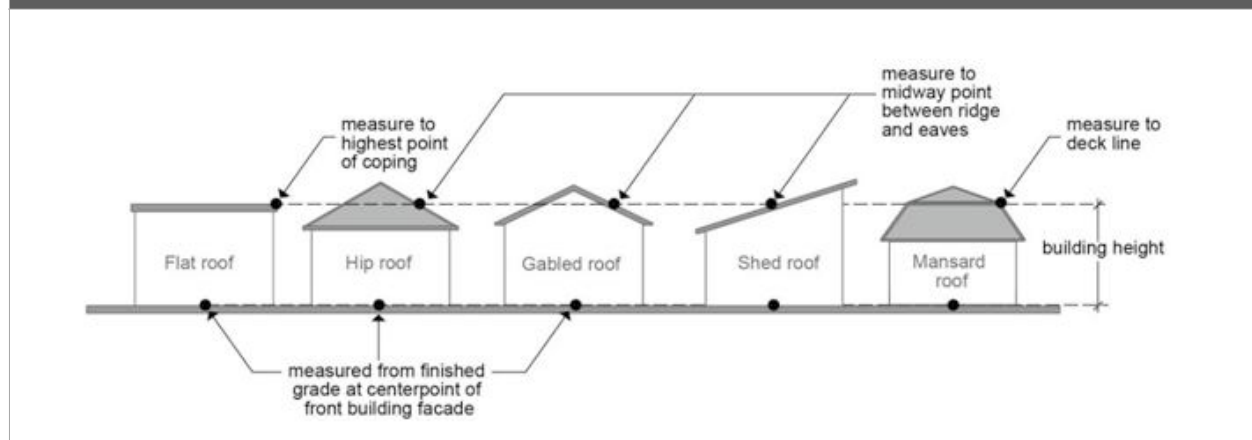 measure to
midway point
between ridge
and eaves
measure to
highest point
of coping
measure to
deck line
Flat roof
Hip roof
Gabled roof
Shed roof
Mansard
roof
building height
measured from finished
grade at centerpoint of
front building facade